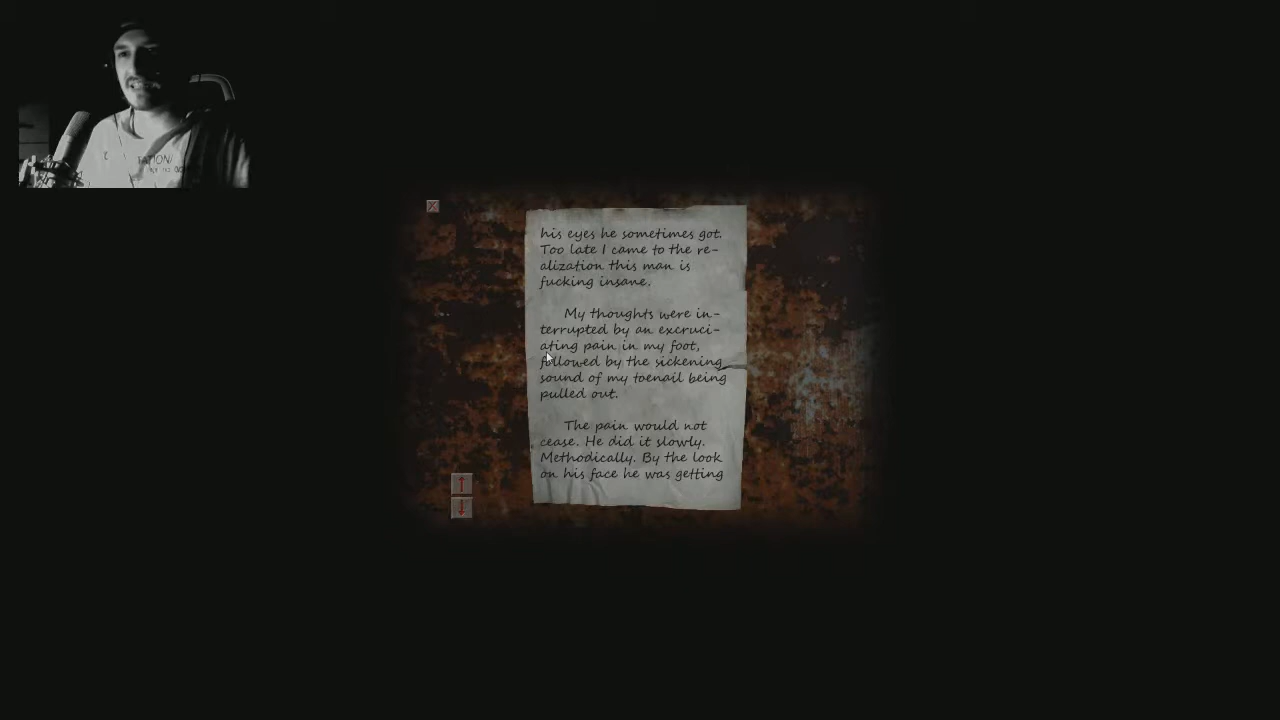 TATION
his eyes he sometimes got.
Too late I came to the re-
alization this man is
fucking insane.
My thoughts were in-
terrupted by an excruci-
ating pain in my foot,
followed by the sickening
sound of my toenail being
pulled out.
The pain would not
cease. He did it slowly.
Methodically. By the look
on his face he was getting